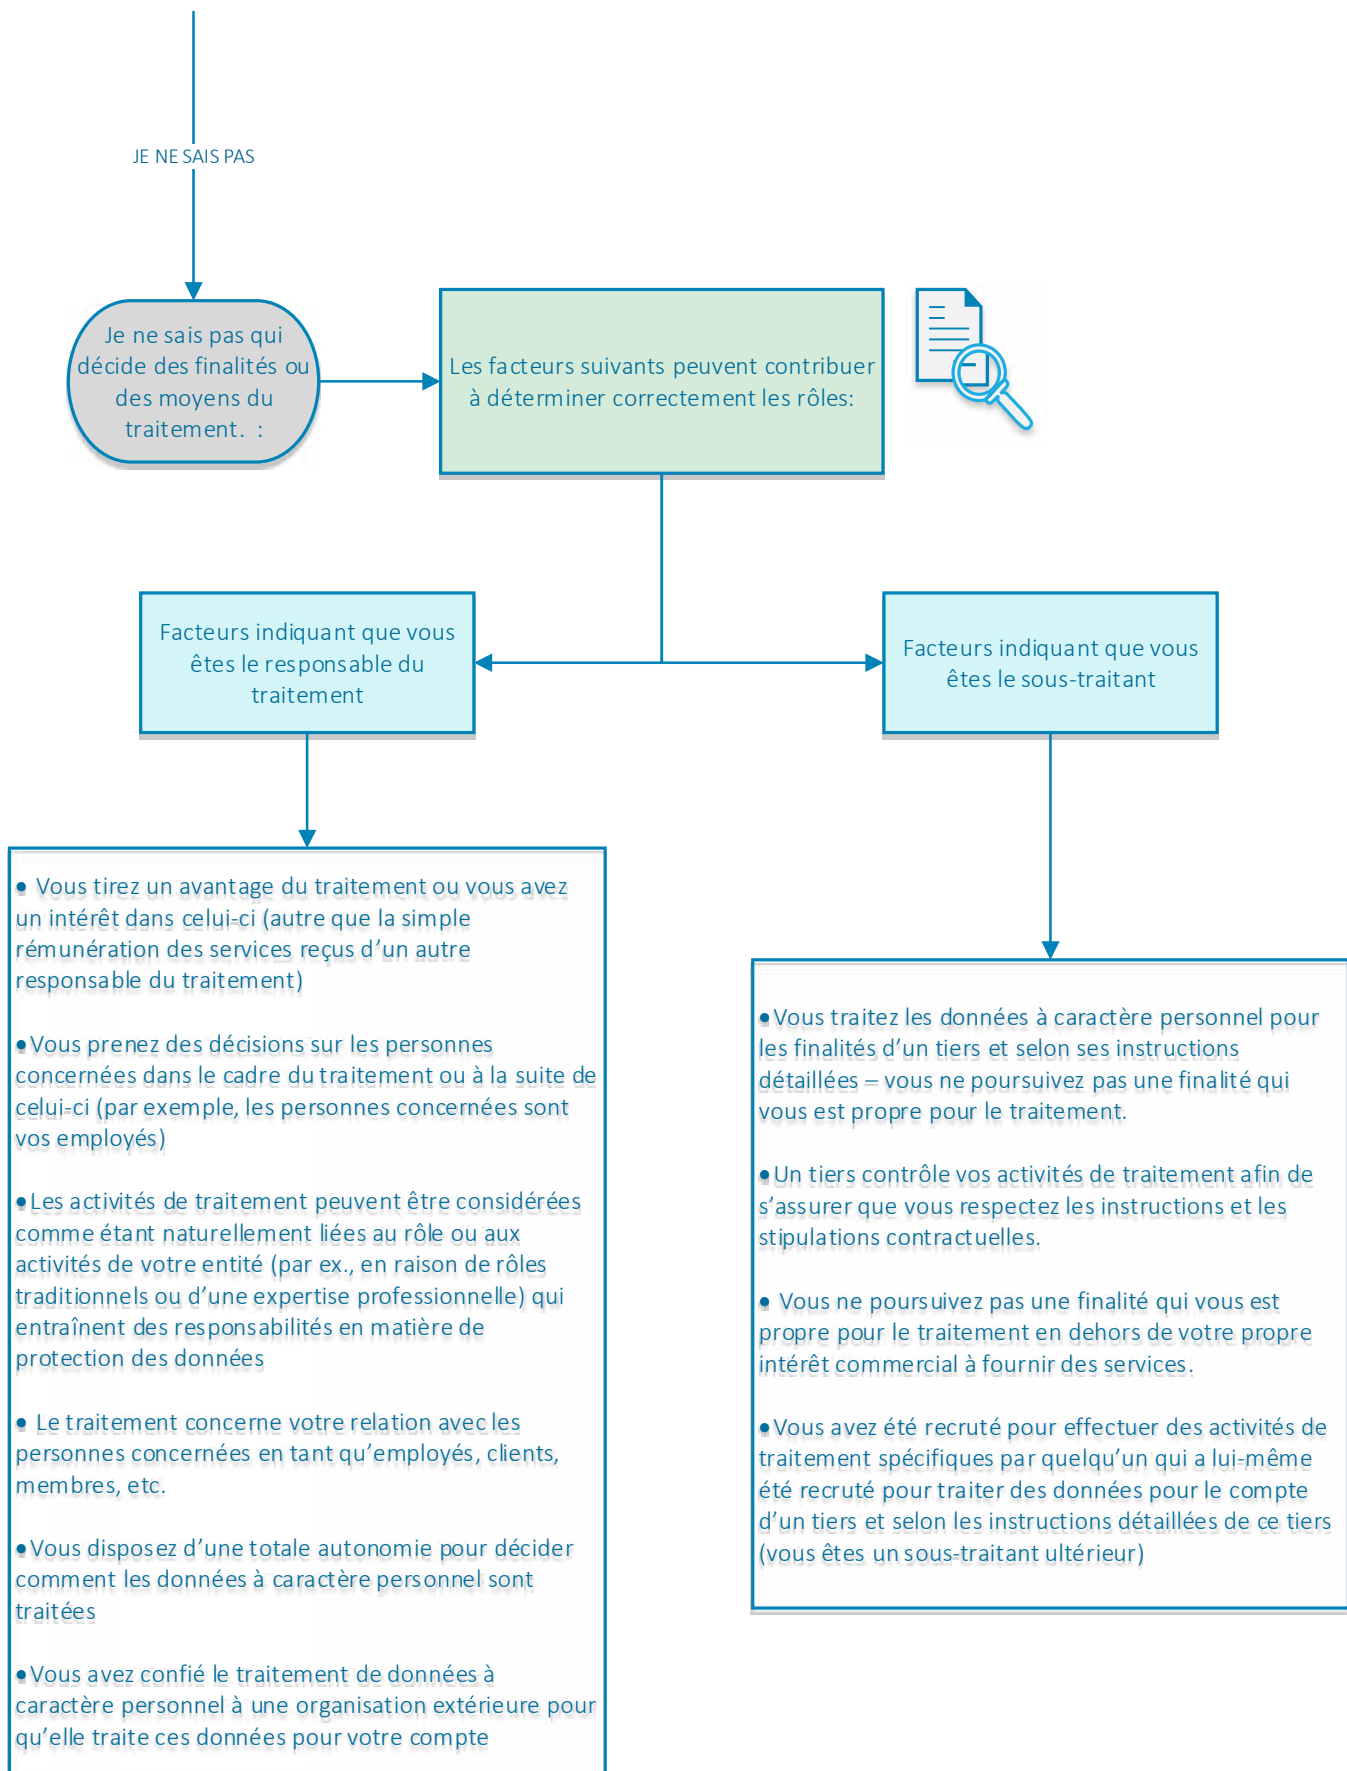 JE NE SAIS PAS
Je ne sais pas qui
décide des finalités ou
des moyens du
traitement.  :
Les facteurs suivants peuvent contribuer
à déterminer correctement les rôles:
Facteurs indiquant que vous
êtes le responsable du
traitement
Facteurs indiquant que vous
êtes le sous-traitant
• Vous tirez un avantage du traitement ou vous avez
un intérêt dans celui-ci (autre que la simple
rémunération des services reçus d’un autre
responsable du traitement)
•Vous prenez des décisions sur les personnes
concernées dans le cadre du traitement ou à la suite de
celui-ci (par exemple, les personnes concernées sont
vos employés)
•Les activités de traitement peuvent être considérées
comme étant naturellement liées au rôle ou aux
activités de votre entité (par ex., en raison de rôles
traditionnels ou d’une expertise professionnelle) qui
entraînent des responsabilités en matière de
protection des données
• Le traitement concerne votre relation avec les
personnes concernées en tant qu’employés, clients,
membres, etc.
•Vous disposez d’une totale autonomie pour décider
comment les données à caractère personnel sont
traitées
•Vous avez confié le traitement de données à
caractère personnel à une organisation extérieure pour
qu’elle traite ces données pour votre compte
•Vous traitez les données à caractère personnel pour
les finalités d’un tiers et selon ses instructions
détaillées – vous ne poursuivez pas une finalité qui
vous est propre pour le traitement.
•Un tiers contrôle vos activités de traitement afin de
s’assurer que vous respectez les instructions et les
stipulations contractuelles.
• Vous ne poursuivez pas une finalité qui vous est
propre pour le traitement en dehors de votre propre
intérêt commercial à fournir des services.
•Vous avez été recruté pour effectuer des activités de
traitement spécifiques par quelqu’un qui a lui-même
été recruté pour traiter des données pour le compte
d’un tiers et selon les instructions détaillées de ce tiers
(vous êtes un sous-traitant ultérieur)